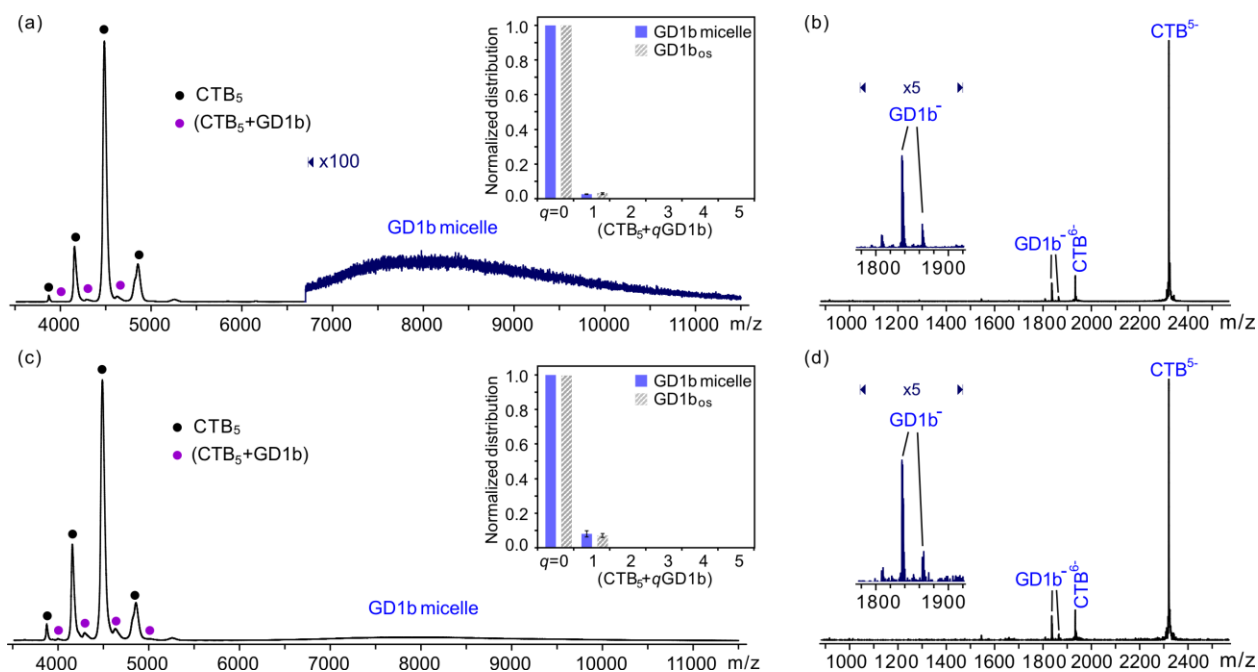 (a)
CTB₅
(CTB₅+GD1b)
x100
GD1b micelle
4000 5000 6000 7000 8000 9000 10000 11000 m/z
Normalized distribution
1.0
0.8
0.6
0.4
0.2
0.0
GD1b micelle
GD1bos
q=0 1 2 3 4 5
(CTB₅+qGD1b)
(b)
CTB⁵⁻
x5
GD1b⁻
1800 1900
GD1b⁻
CTB⁶⁻
1000 1200 1400 1600 1800 2000 2200 2400 m/z
(c)
CTB₅
(CTB₅+GD1b)
GD1b micelle
4000 5000 6000 7000 8000 9000 10000 11000 m/z
Normalized distribution
1.0
0.8
0.6
0.4
0.2
0.0
GD1b micelle
GD1bos
q=0 1 2 3 4 5
(CTB₅+qGD1b)
(d)
CTB⁵⁻
x5
GD1b⁻
1800 1900
GD1b⁻
CTB⁶⁻
1000 1200 1400 1600 1800 2000 2200 2400 m/z